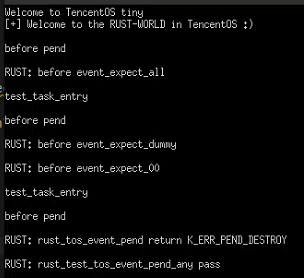 Welcome to TencentOS tiny
[+] Welcome to the RUST-WORLD in TencentOS :)
before pend
RUST: before event_expect_all
test_task_entry
before pend
RUST: before event_expect_dummy
RUST: before event_expect_00
test_task_entry
before pend
RUST: rust_tos_event_pend return K_ERR_PEND_DESTROY
RUST: rust_test_tos_event_pend_any pass